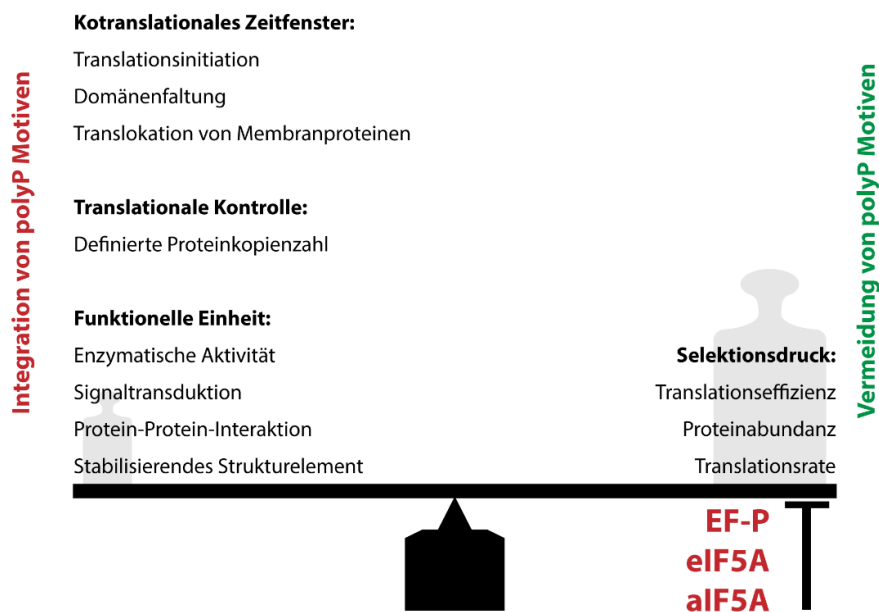 Integration von polyP Motiven
Kotranslationales Zeitfenster:
Translationsinitiation
Domänenfaltung
Translokation von Membranproteinen
Translationale Kontrolle:
Definierte Proteinkopienzahl
Funktionelle Einheit:
Enzymatische Aktivität
Signaltransduktion
Protein-Protein-Interaktion
Stabilisierendes Strukturelement
Selektionsdruck:
Translationseffizienz
Proteinabundanz
Translationsrate
Vermeidung von polyP Motiven
EF-P
eIF5A
aIF5A